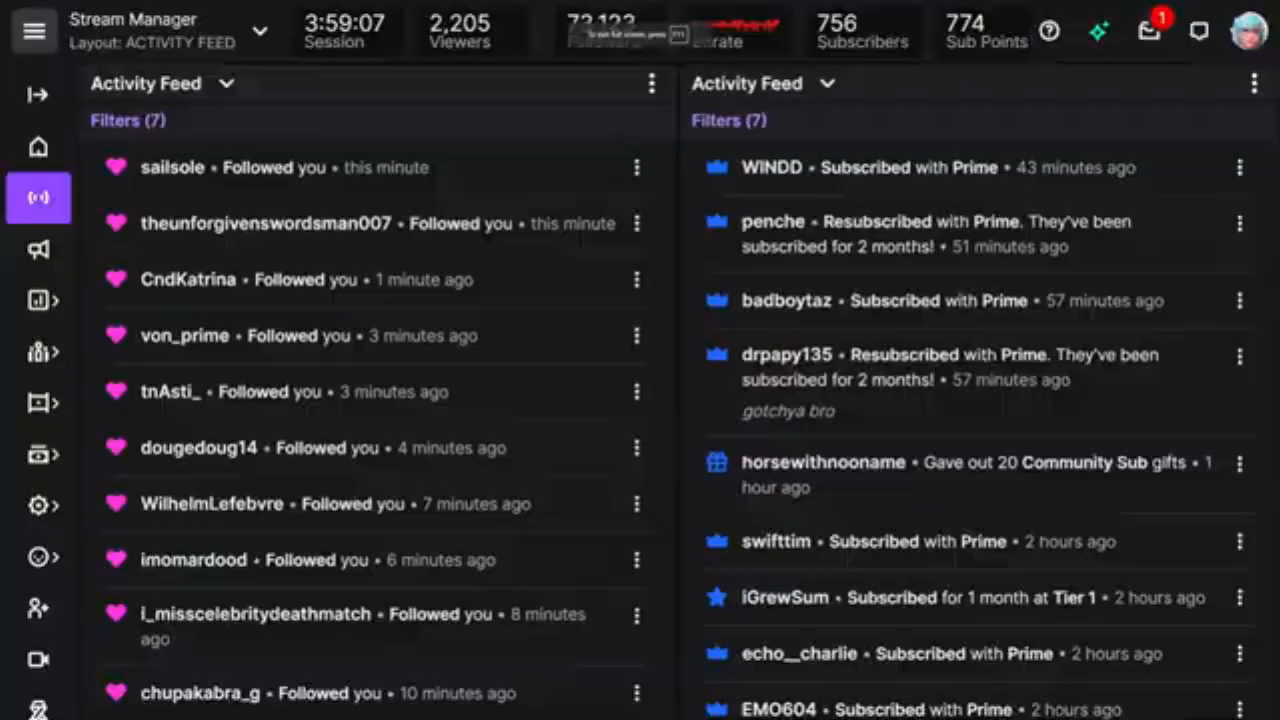 Stream Manager
Layout: ACTIVITY FEED
3:59:07
Session
2,205
Viewers
756
Subscribers
774
Sub Points
1
Activity Feed
Filters (7)
sailsole • Followed you • this minute
theunforgivenswordsman007 • Followed you • this minute
CndKatrina • Followed you • 1 minute ago
von_prime • Followed you • 3 minutes ago
tnAsti_ • Followed you • 3 minutes ago
dougedoug14 • Followed you • 4 minutes ago
WilhelmLefebvre • Followed you • 7 minutes ago
imomardood • Followed you • 6 minutes ago
i_misscelebritydeathmatch • Followed you • 8 minutes
ago
chupakabra_g • Followed you • 10 minutes ago
Activity Feed
Filters (7)
WINDD • Subscribed with Prime • 43 minutes ago
penche • Resubscribed with Prime. They've been
subscribed for 2 months! • 51 minutes ago
badboytaz • Subscribed with Prime • 57 minutes ago
drpapy135 • Resubscribed with Prime. They've been
subscribed for 2 months! • 57 minutes ago
gotchya bro
horsewithnooname • Gave out 20 Community Sub gifts • 1
hour ago
swifttim • Subscribed with Prime • 2 hours ago
iGrewSum • Subscribed for 1 month at Tier 1 • 2 hours ago
echo__charlie • Subscribed with Prime • 2 hours ago
EMO604 • Subscribed with Prime • 2 hours ago